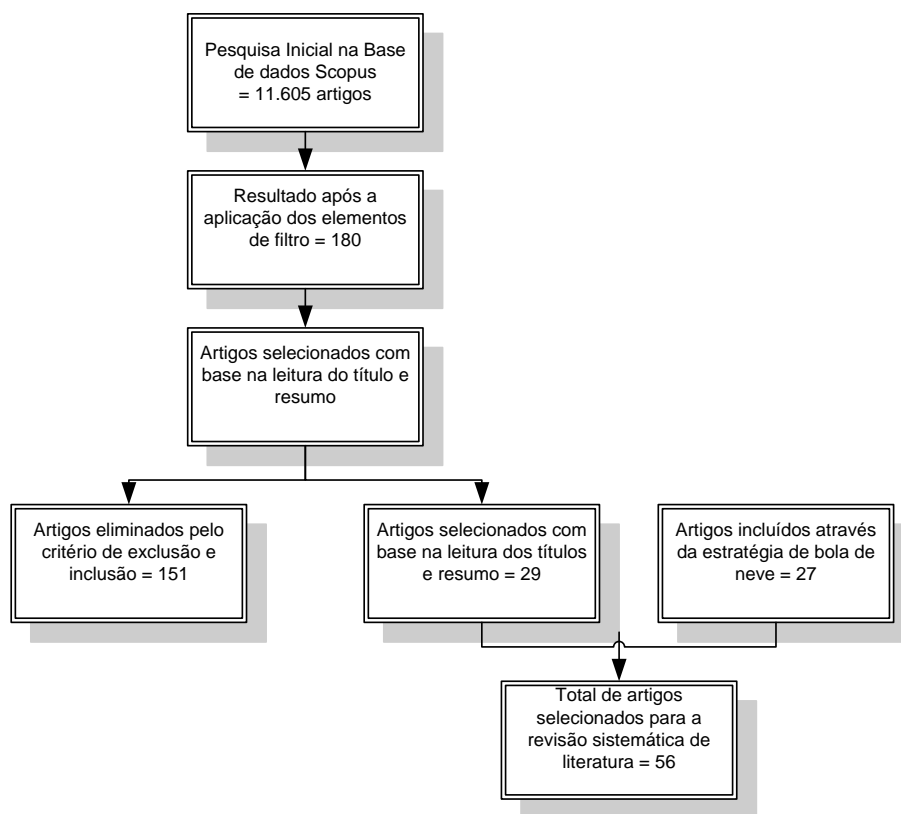 Pesquisa Inicial na Base
de dados Scopus
= 11.605 artigos
Resultado após a
aplicação dos elementos
de filtro = 180
Artigos selecionados com
base na leitura do título e
resumo
Artigos eliminados pelo
critério de exclusão e
inclusão = 151
Artigos selecionados com
base na leitura dos títulos
e resumo = 29
Artigos incluídos através
da estratégia de bola de
neve = 27
Total de artigos
selecionados para a
revisão sistemática de
literatura = 56